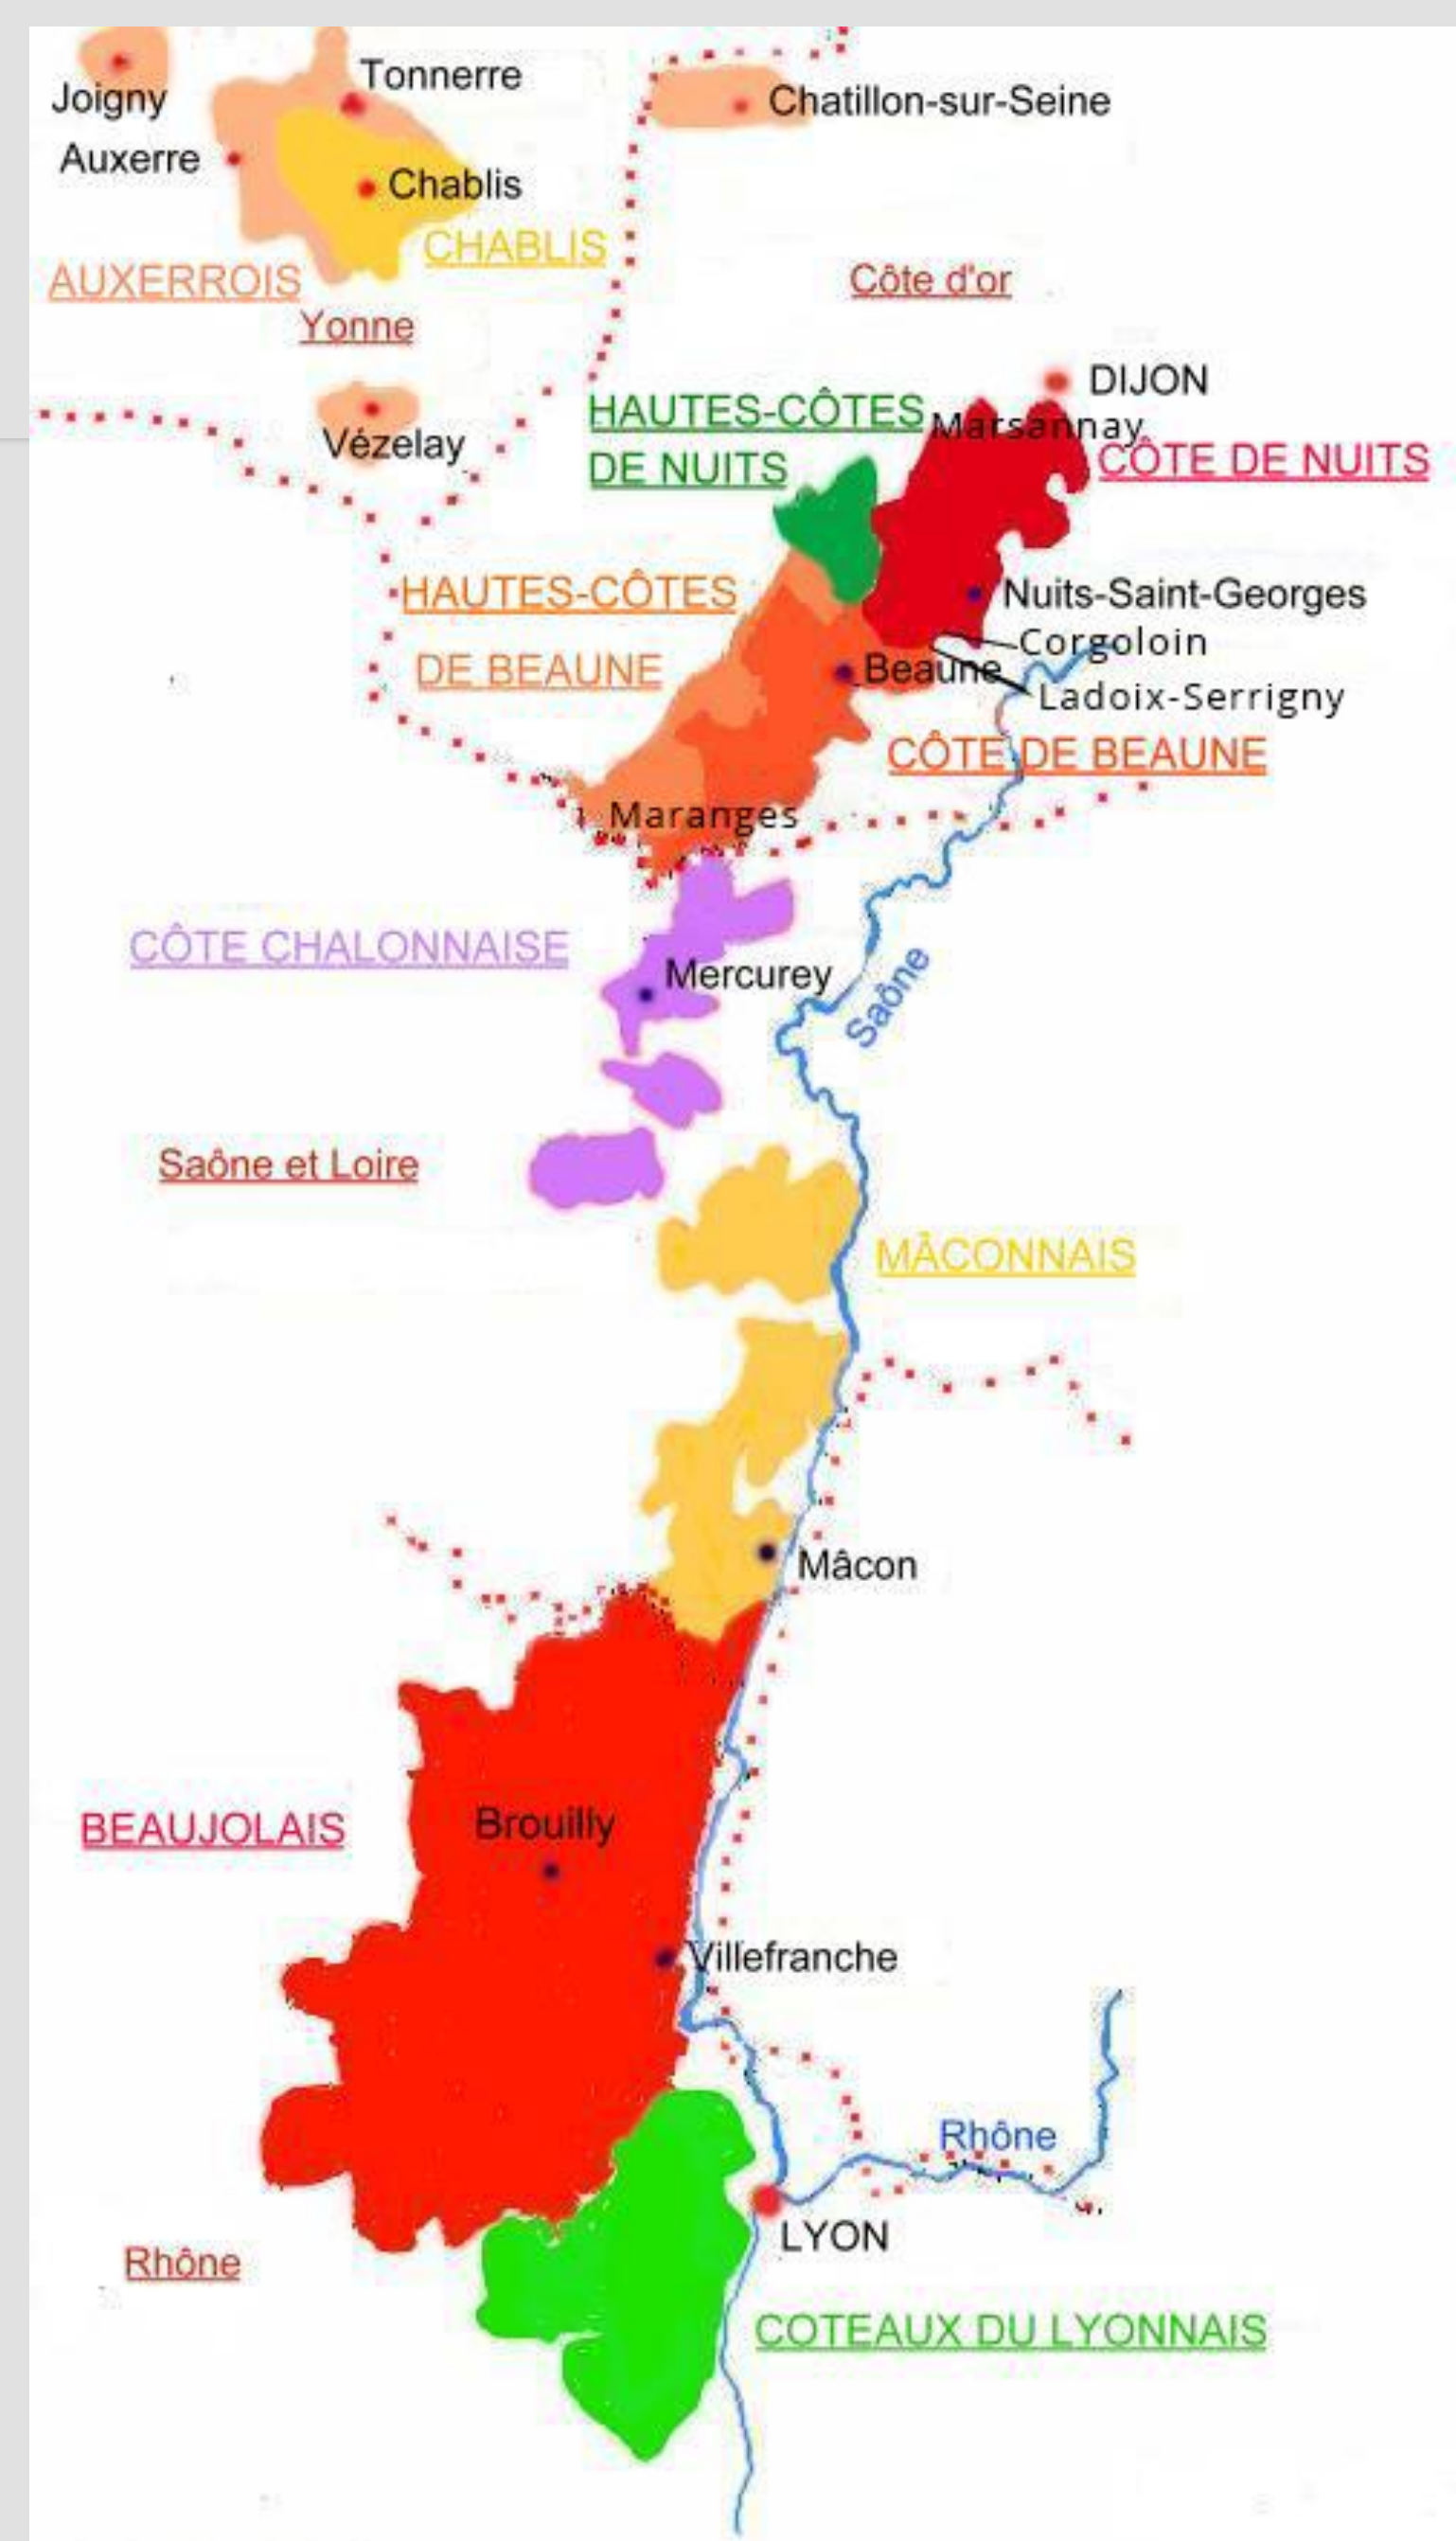 Tonnerre
Joigny
Chatillon-sur-Seine
Auxerre
Chablis
CHABLIS
AUXERROIS
Côte d'or
Yonne
DIJON
HAUTES-CÔTES
DE NUITS
Marsannay
Vézelay
CÔTE DE NUITS
HAUTES-CÔTES
DE BEAUNE
Nuits-Saint-Georges
Corgoloin
Beaune
Ladoix-Serrigny
CÔTE DE BEAUNE
Maranges
CÔTE CHALONNAISE
Mercurey
Saône
Saône et Loire
MÂCONNAIS
Mâcon
BEAUJOLAIS
Brouilly
Villefranche
Rhône
LYON
Rhône
COTEAUX DU LYONNAIS